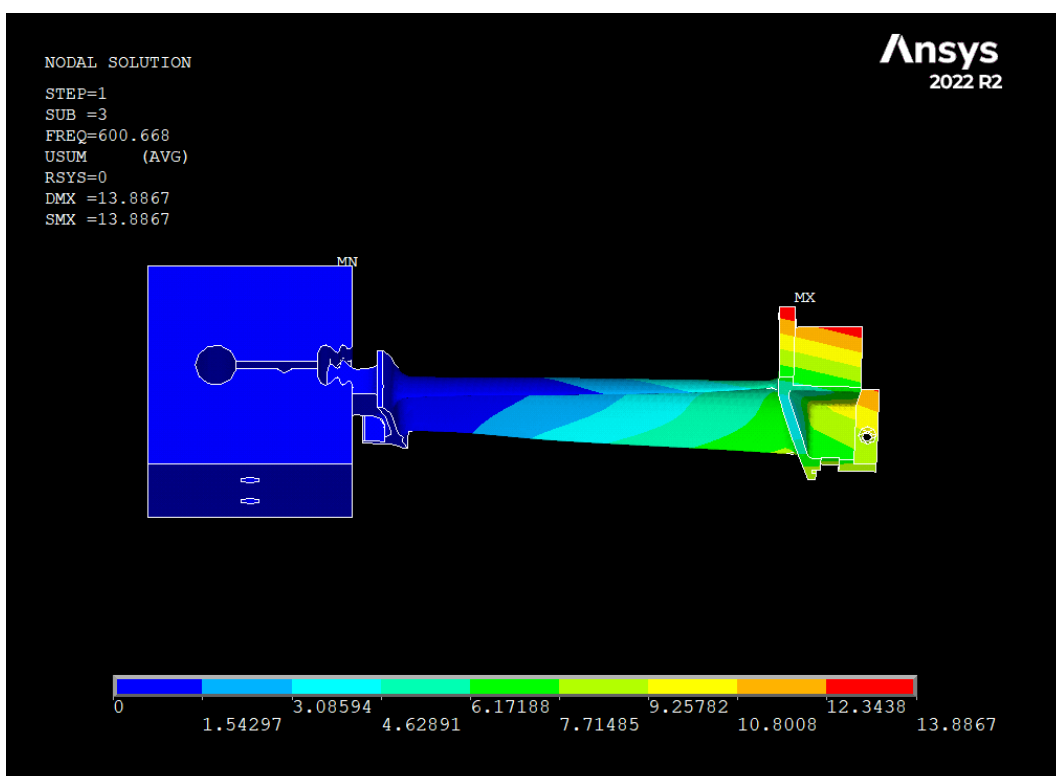 Ansys
2022 R2
NODAL SOLUTION
STEP=1
SUB =3
FREQ=600.668
USUM (AVG)
RSYS=0
DMX =13.8867
SMX =13.8867
MN
MX
0 3.08594 6.17188 9.25782 12.3438
1.54297 4.62891 7.71485 10.8008 13.8867